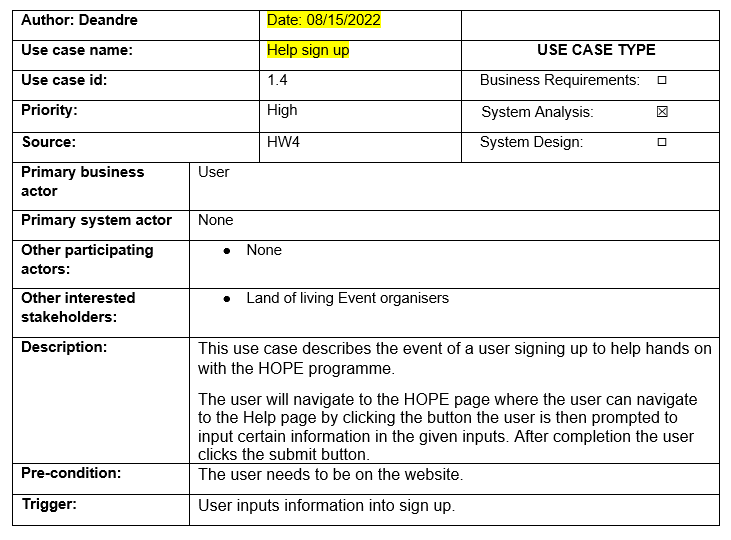 Author: Deandre Date: 08/15/2022
Use case name: Help sign up USE CASE TYPE
Use case id: 1.4 Business Requirements: ☐
Priority: High System Analysis: ☒
Source: HW4 System Design: ☐
Primary business User
actor
Primary system actor None
Other participating ● None
actors:
Other interested ● Land of living Event organisers
stakeholders:
Description: This use case describes the event of a user signing up to help hands on
with the HOPE programme.
The user will navigate to the HOPE page where the user can navigate
to the Help page by clicking the button the user is then prompted to
input certain information in the given inputs. After completion the user
clicks the submit button.
Pre-condition: The user needs to be on the website.
Trigger: User inputs information into sign up.